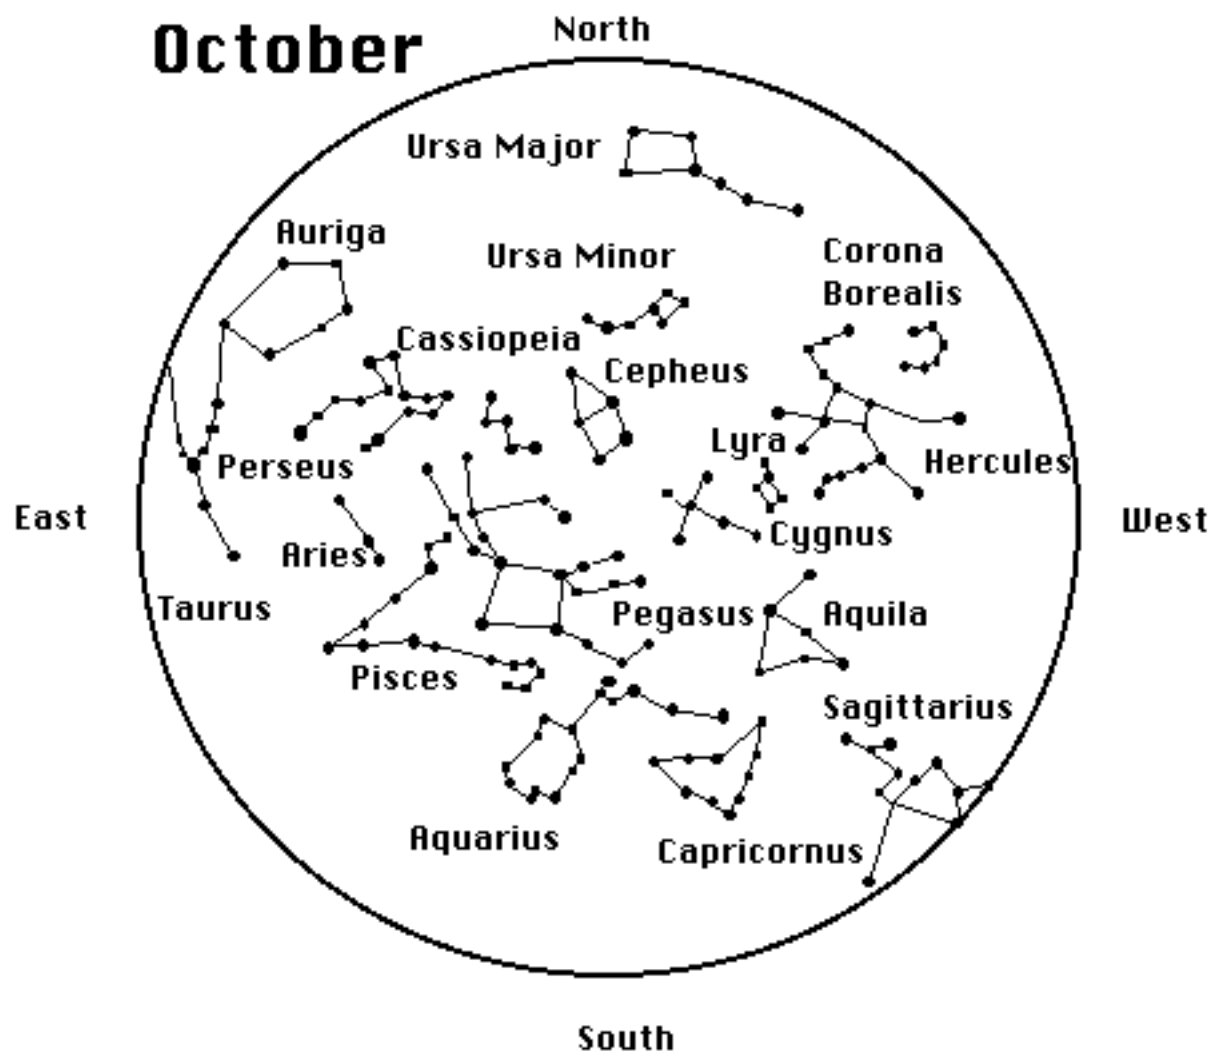 October
North
Ursa Major
Auriga
Ursa Minor
Corona
Borealis
Cassiopeia
Cepheus
Lyra
Perseus
Hercules
East
West
Cygnus
Aries
Taurus
Pegasus
Aquila
Pisces
Sagittarius
Aquarius
Capricornus
South